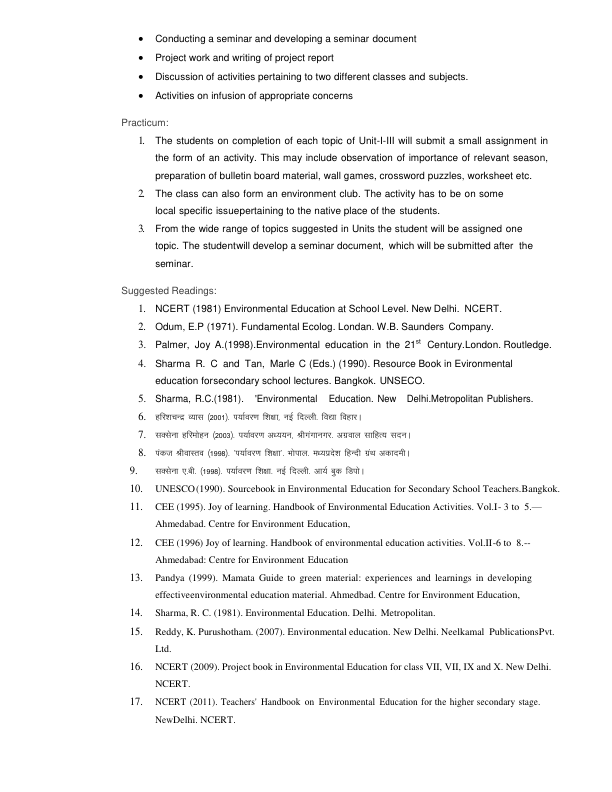 • Conducting a seminar and developing a seminar document
• Project work and writing of project report
• Discussion of activities pertaining to two different classes and subjects.
• Activities on infusion of appropriate concerns
Practicum:
1. The students on completion of each topic of Unit-I-III will submit a small assignment in
the form of an activity. This may include observation of importance of relevant season,
preparation of bulletin board material, wall games, crossword puzzles, worksheet etc.
2. The class can also form an environment club. The activity has to be on some
local specific issuepertaining to the native place of the students.
3. From the wide range of topics suggested in Units the student will be assigned one
topic. The studentwill develop a seminar document, which will be submitted after the
seminar.
Suggested Readings:
1. NCERT (1981) Environmental Education at School Level. New Delhi. NCERT.
2. Odum, E.P (1971). Fundamental Ecolog. Londan. W.B. Saunders Company.
3. Palmer, Joy A.(1998).Environmental education in the 21st Century.London. Routledge.
4. Sharma R. C and Tan, Marle C (Eds.) (1990). Resource Book in Evironmental
education forsecondary school lectures. Bangkok. UNSECO.
5. Sharma, R.C.(1981). 'Environmental Education. New Delhi.Metropolitan Publishers.
6. हरिशचन्द्र व्यास (2001). पर्यावरण शिक्षा, नई दिल्ली. विद्या बिहार।
7. सक्सेना हरिमोहन (2003). पर्यावरण अध्ययन, श्रीगंगानगर. अग्रवाल साहित्य सदन।
8. पंकज श्रीवास्तव (1998). 'पर्यावरण शिक्षा'. भोपाल. मध्यप्रदेश हिन्दी ग्रंथ अकादमी।
9. सक्सेना ए.बी. (1998). पर्यावरण शिक्षा. नई दिल्ली. आर्य बुक डिपो।
10. UNESCO(1990). Sourcebook in Environmental Education for Secondary School Teachers.Bangkok.
11. CEE (1995). Joy of learning. Handbook of Environmental Education Activities. Vol.I- 3 to 5.—
Ahmedabad. Centre for Environment Education,
12. CEE (1996) Joy of learning. Handbook of environmental education activities. Vol.II-6 to 8.--
Ahmedabad: Centre for Environment Education
13. Pandya (1999). Mamata Guide to green material: experiences and learnings in developing
effectiveenvironmental education material. Ahmedbad. Centre for Environment Education,
14. Sharma, R. C. (1981). Environmental Education. Delhi. Metropolitan.
15. Reddy, K. Purushotham. (2007). Environmental education. New Delhi. Neelkamal PublicationsPvt.
Ltd.
16. NCERT (2009). Project book in Environmental Education for class VII, VII, IX and X. New Delhi.
NCERT.
17. NCERT (2011). Teachers' Handbook on Environmental Education for the higher secondary stage.
NewDelhi. NCERT.